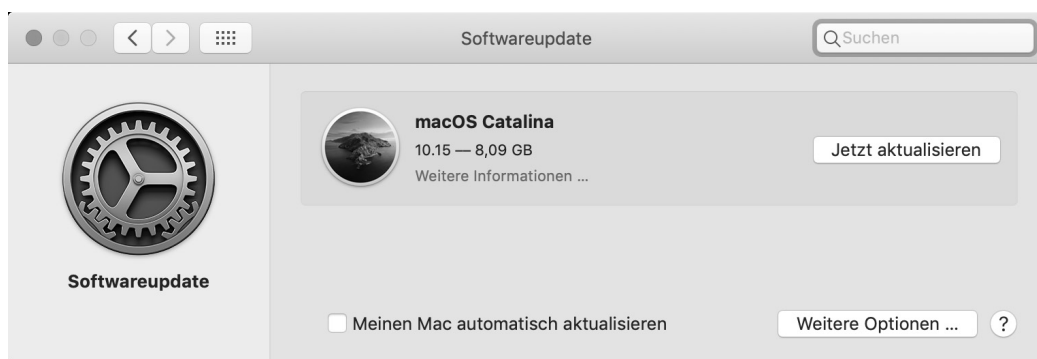 Softwareupdate
Suchen
macOS Catalina
10.15 — 8,09 GB
Jetzt aktualisieren
Weitere Informationen ...
Softwareupdate
Meinen Mac automatisch aktualisieren
Weitere Optionen ...
?